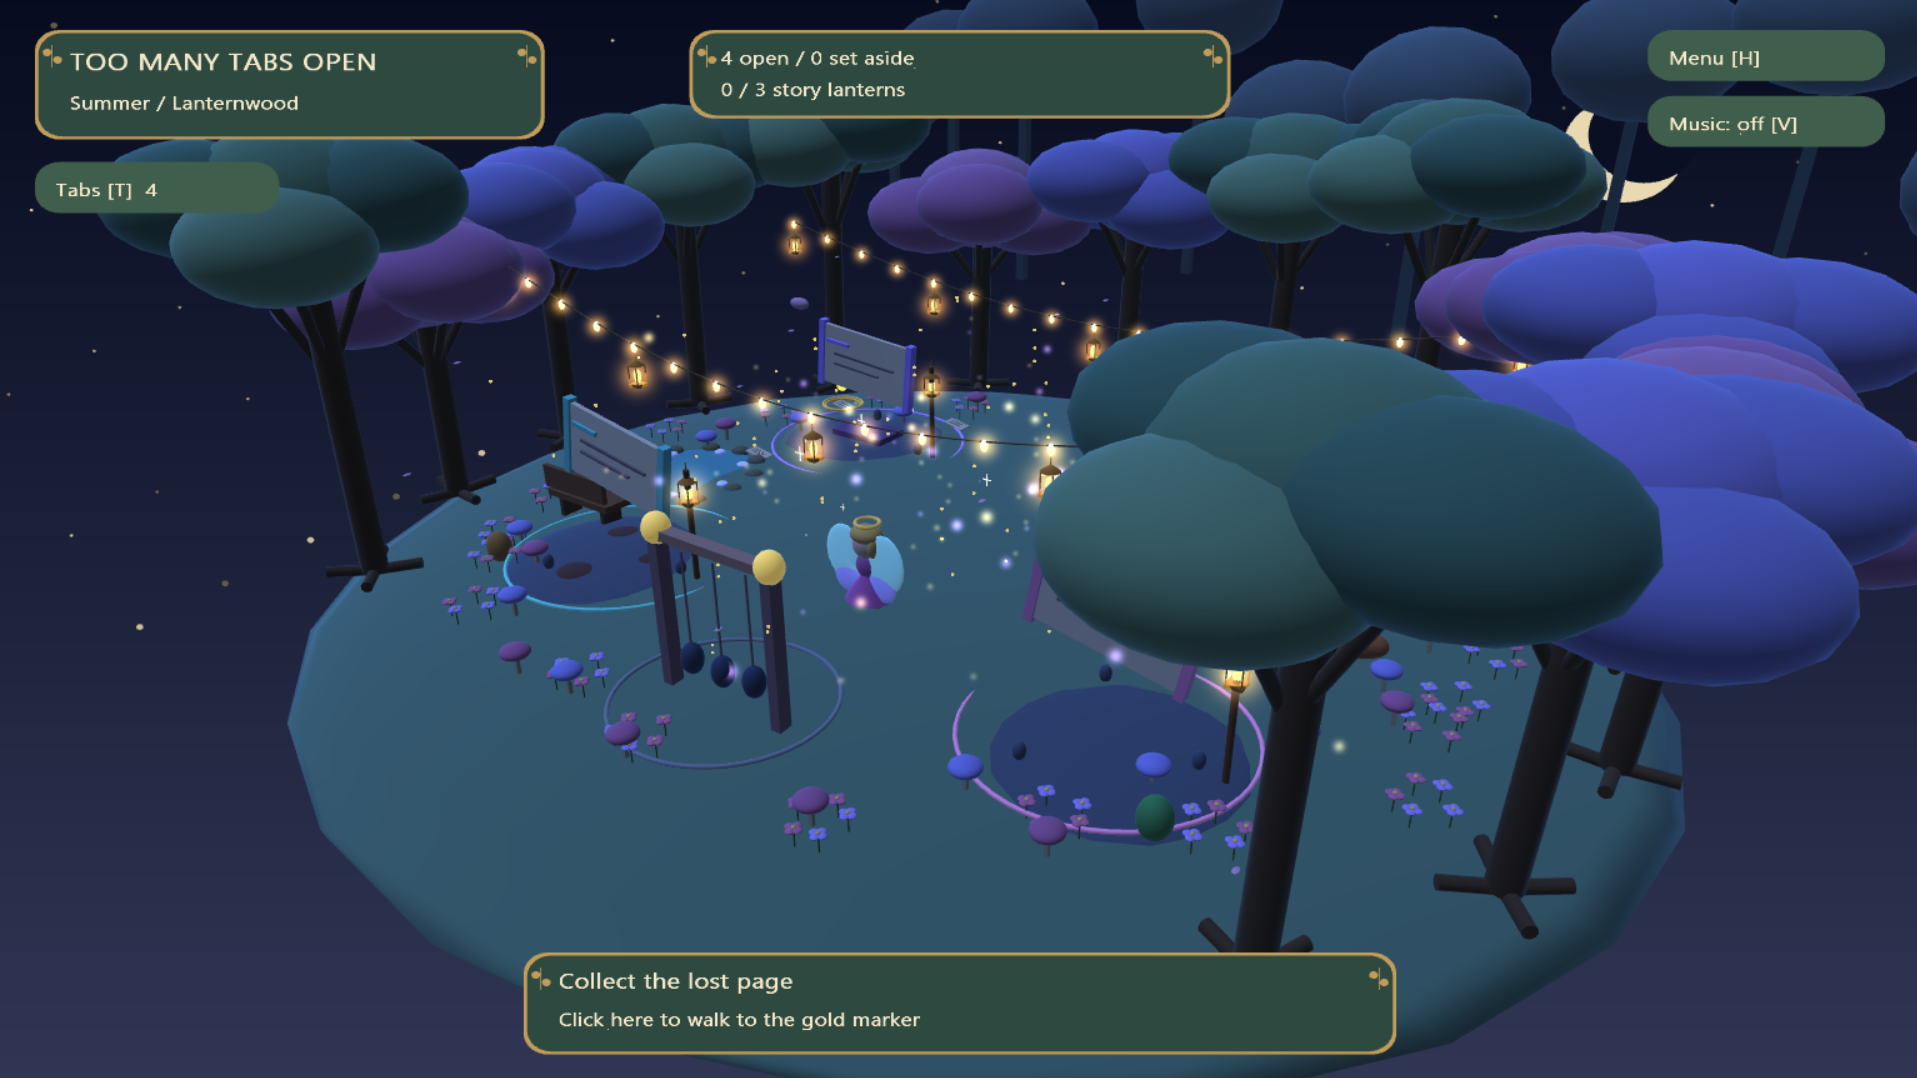 TOO MANY TABS OPEN
Summer / Lanternwood
4 open / 0 set aside
0 / 3 story lanterns
Menu [H]
Music: off [V]
Tabs [T] 4
Collect the lost page
Click here to walk to the gold marker